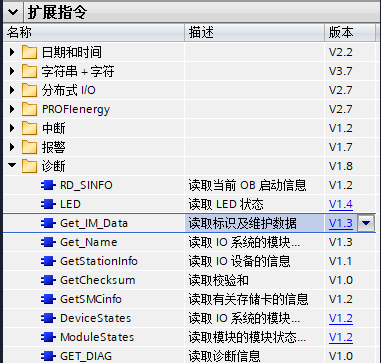 扩展指令
名称 描述 版本
日期和时间 V2.2
字符串 + 字符 V3.7
分布式 I/O V2.7
PROFIenergy V2.7
中断 V1.2
报警 V1.7
诊断 V1.8
RD_SINFO 读取当前 OB 启动信息 V1.2
LED 读取 LED 状态 V1.4
Get_IM_Data 读取标识及维护数据 V1.3
Get_Name 读取 IO 系统的模块... V1.3
GetStationInfo 读取 IO 设备的信息 V1.1
GetChecksum 读取校验和 V1.0
GetSMCinfo 读取有关存储卡的信息 V1.0
DeviceStates 读取 IO 系统的模块... V1.2
ModuleStates 读取模块的模块状态... V1.2
GET_DIAG 读取诊断信息 V1.0